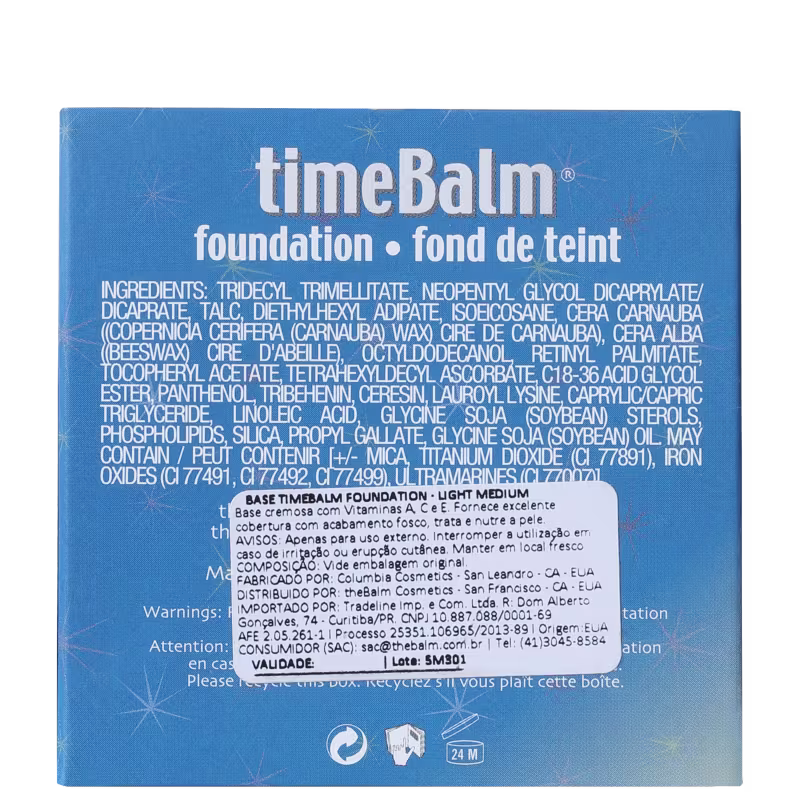 timeBalm®
foundation • fond de teint
INGREDIENTS: TRIDECYL TRIMELLITATE, NEOPENTYL GLYCOL DICAPRYLATE/
DICAPRATE, TALC, DIETHYLHEXYL ADIPATE, ISOEICOSANE, CERA CARNAUBA
((COPERNICIA CERIFERA (CARNAUBA) WAX) CIRE DE CARNAUBA), CERA ALBA
((BEESWAX) CIRE D'ABEILLE), OCTYLDODECANOL, RETINYL PALMITATE,
TOCOPHERYL ACETATE, TETRAHEXYLDECYL ASCORBATE, C18-36 ACID GLYCOL
ESTER, PANTHENOL, TRIBEHENIN, CERESIN, LAUROYL LYSINE, CAPRYLIC/CAPRIC
TRIGLYCERIDE, LINOLEIC ACID, GLYCINE SOJA (SOYBEAN) STEROLS,
PHOSPHOLIPIDS, SILICA, PROPYL GALLATE, GLYCINE SOJA (SOYBEAN) OIL. MAY
CONTAIN / PEUT CONTENIR [+/- MICA, TITANIUM DIOXIDE (CI 77891), IRON
OXIDES (CI 77491, CI 77492, CI 77499), ULTRAMARINES (CI 77007)]
BASE TIMEBALM FOUNDATION - LIGHT MEDIUM
Base cremosa com Vitaminas A, C e E. Fornece excelente
cobertura com acabamento fosco, trata e nutre a pele.
AVISOS: Apenas para uso externo. Interromper a utilização em
caso de irritação ou erupção cutânea. Manter em local fresco
COMPOSIÇÃO: Vide embalagem original.
FABRICADO POR: Columbia Cosmetics - San Leandro - CA - EUA
DISTRIBUIDO POR: theBalm Cosmetics - San Francisco - CA - EUA
IMPORTADO POR: Tradeline Imp. e Com. Ltda. R: Dom Alberto
Gonçalves, 74 - Curitiba/PR. CNPJ 10.887.088/0001-69
AFE 2.05.261-1 | Processo 25351.106965/2013-89 | Origem:EUA
CONSUMIDOR (SAC): sac@thebalm.com.br | Tel: (41)3045-8584
VALIDADE: | Lote: SM301
Warnings:
Attention:
en cas
Please recycle this box. Recyclez s'il vous plaît cette boîte.
24 M